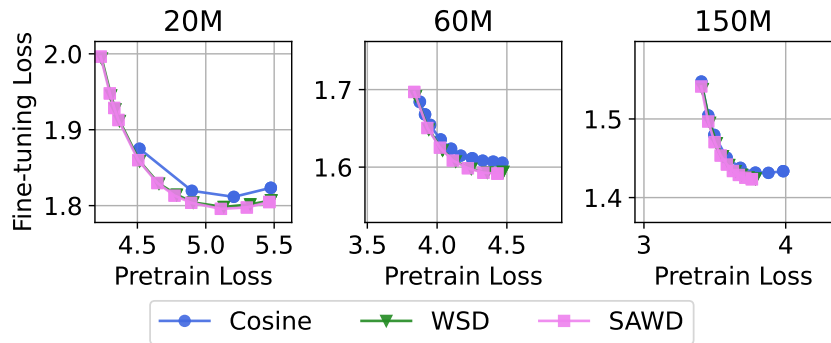 20M
60M
150M
Fine-tuning Loss
2.0
1.9
1.8
4.5
5.0
5.5
Pretrain Loss
1.7
1.6
3.5
4.0
4.5
Pretrain Loss
1.5
1.4
3
4
Pretrain Loss
Cosine
WSD
SAWD